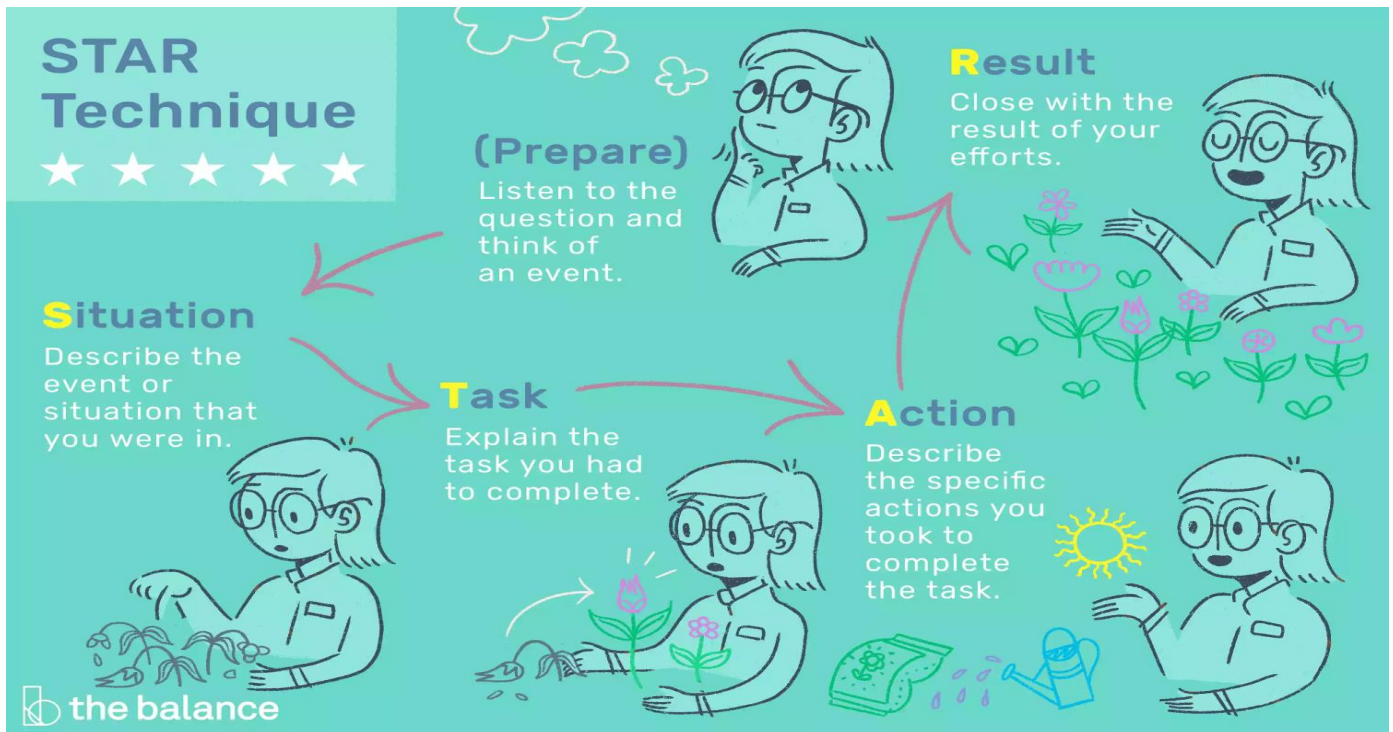 STAR
Technique
(Prepare)
Listen to the
question and
think of
an event.
Situation
Describe the
event or
situation that
you were in.
Task
Explain the
task you had
to complete.
Action
Describe
the specific
actions you
took to
complete
the task.
Result
Close with the
result of your
efforts.
the balance